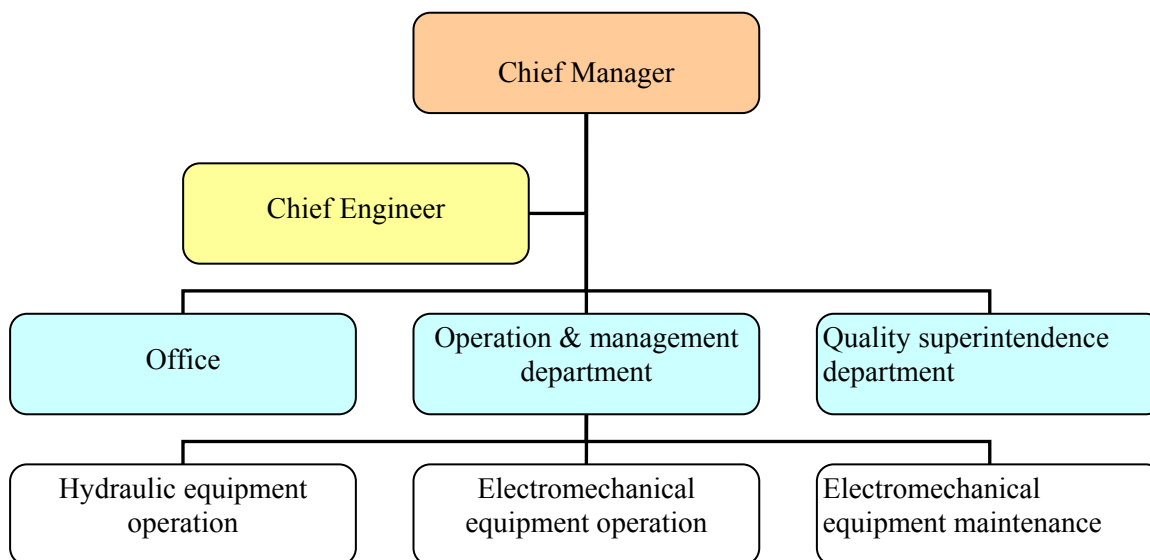 Chief Manager
Chief Engineer
Office
Operation & management
department
Quality superintendence
department
Hydraulic equipment
operation
Electromechanical
equipment operation
Electromechanical
equipment maintenance